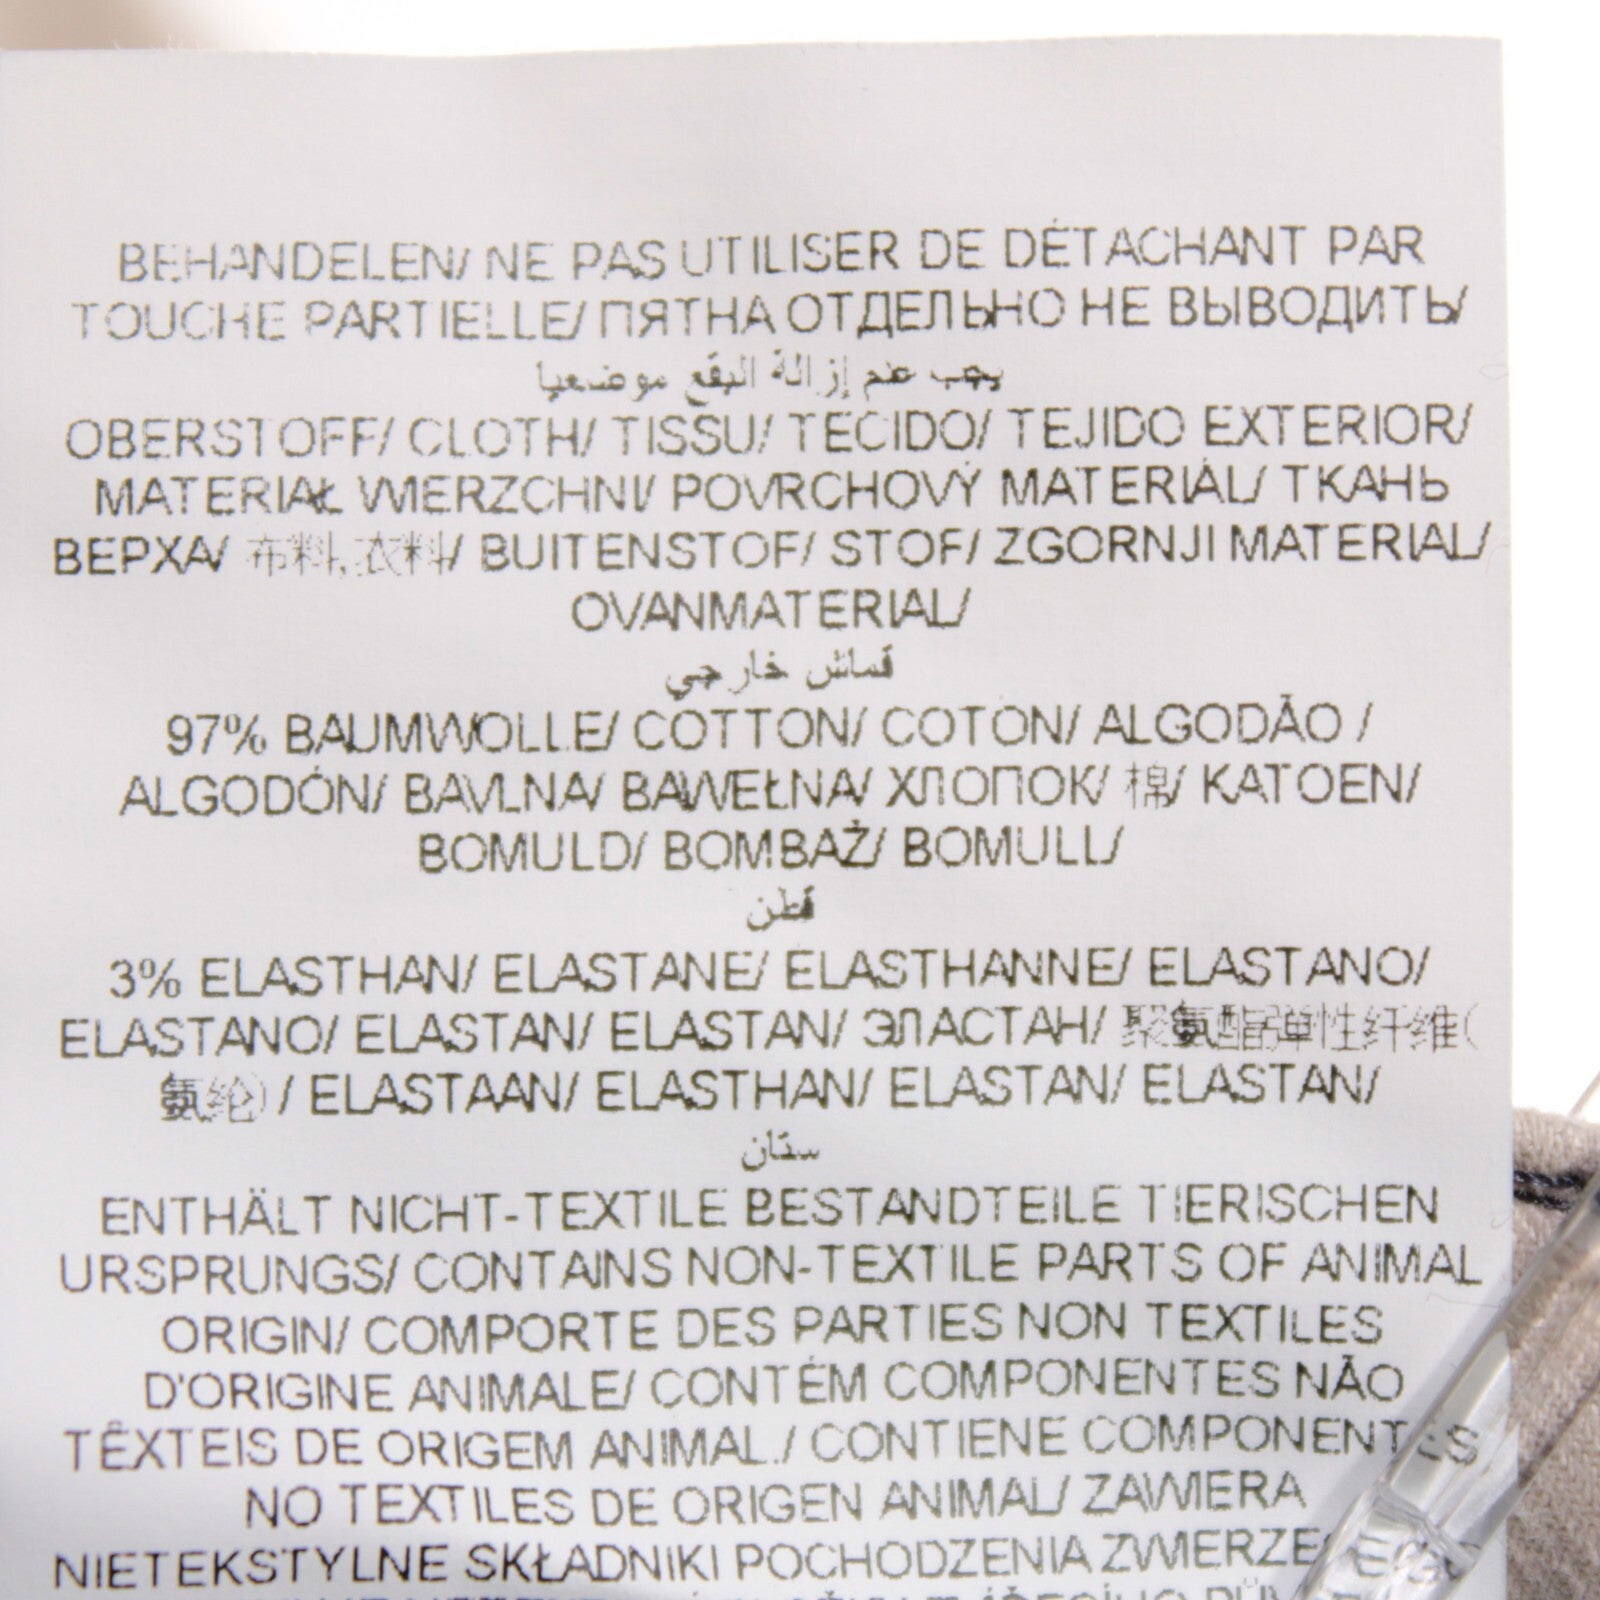 BEHANDELEN/ NE PAS UTILISER DE DÉTACHANT PAR
TOUCHE PARTIELLE/ ПЯТНА ОТДЕЛЬНО НЕ ВЫВОДИТЬ/
يجب عدم إزالة البقع موضعيا
OBERSTOFF/ CLOTH/ TISSU/ TECIDO/ TEJIDO EXTERIOR/
MATERIAŁ WIERZCHNI/ POVRCHOVÝ MATERIÁL/ ТКАНЬ
ВЕРХА/ 布料,衣料/ BUITENSTOF/ STOF/ ZGORNJI MATERIAL/
OVANMATERIAL/
قماش خارجي
97% BAUMWOLLE/ COTTON/ COTON/ ALGODÃO /
ALGODÓN/ BAVLNA/ BAWEŁNA/ ХЛОПОК/ 棉/ KATOEN/
BOMULD/ BOMBAŽ/ BOMULL/
قطن
3% ELASTHAN/ ELASTANE/ ÉLASTHANNE/ ELASTANO/
ELASTANO/ ELASTAN/ ELASTAN/ ЭЛАСТАН/ 聚氨酯弹性纤维(
氨纶) / ELASTAAN/ ELASTHAN/ ELASTAN/ ELASTAN/
ستان
ENTHÄLT NICHT-TEXTILE BESTANDTEILE TIERISCHEN
URSPRUNGS/ CONTAINS NON-TEXTILE PARTS OF ANIMAL
ORIGIN/ COMPORTE DES PARTIES NON TEXTILES
D'ORIGINE ANIMALE/ CONTÉM COMPONENTES NÃO
TÊXTEIS DE ORIGEM ANIMAL./ CONTIENE COMPONENTES
NO TEXTILES DE ORIGEN ANIMAL/ ZAWIERA
NIETEKSTYLNE SKŁADNIKI POCHODZENIA ZWIERZĘCEGO